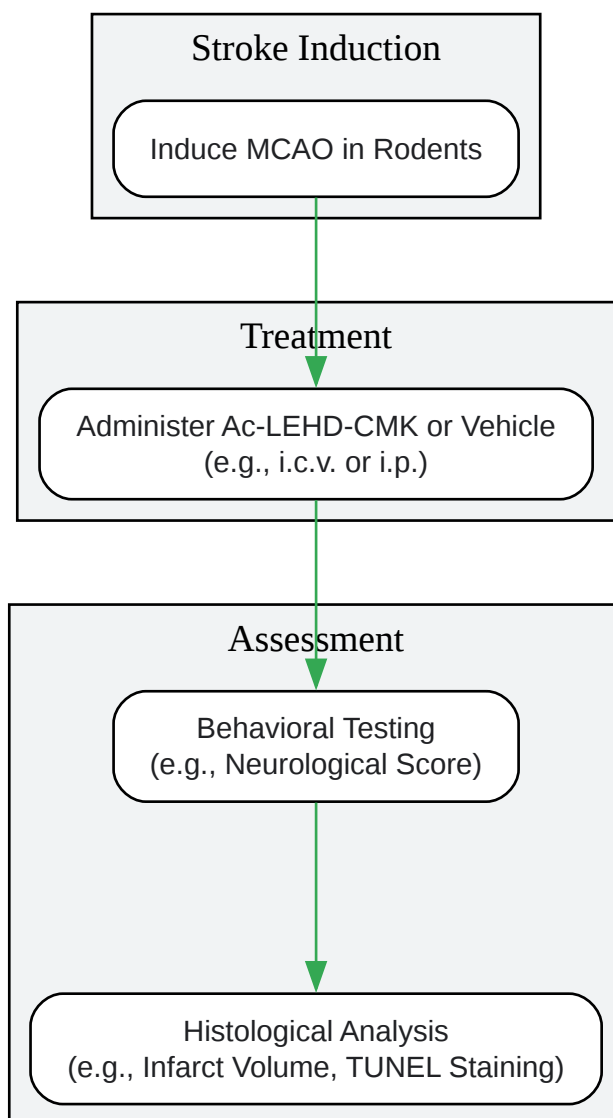 Stroke Induction
Induce MCAO in Rodents
Treatment
Administer Ac-LEHD-CMK or Vehicle
(e.g., i.c.v. or i.p.)
Assessment
Behavioral Testing
(e.g., Neurological Score)
Histological Analysis
(e.g., Infarct Volume, TUNEL Staining)